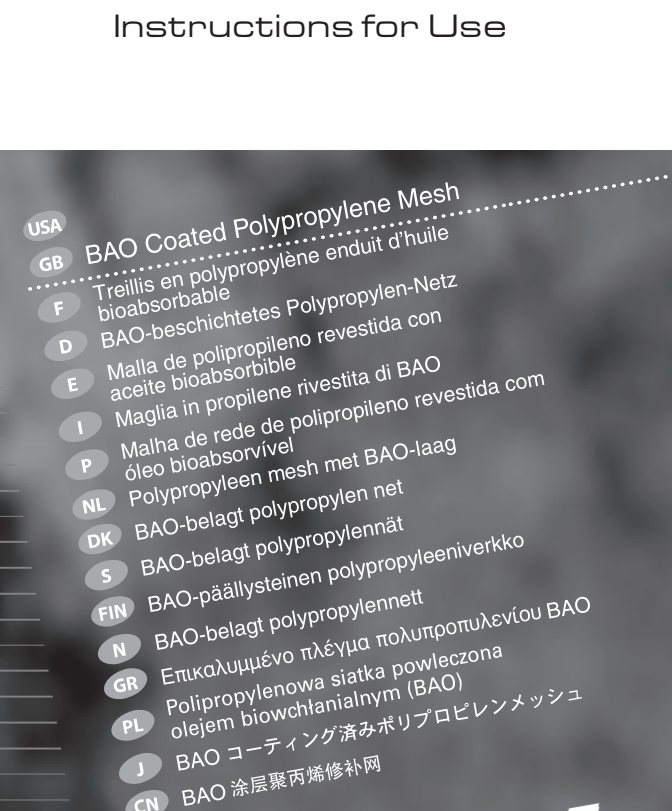 Instructions for Use
USA
GB BAO Coated Polypropylene Mesh
F Treillis en polypropylène enduit d'huile
bioabsorbable
D BAO-beschichtetes Polypropylen-Netz
E Malla de polipropileno revestida con
aceite bioabsorbible
I Maglia in propilene rivestita di BAO
P Malha de rede de polipropileno revestida com
óleo bioabsorvível
NL Polypropyleen mesh met BAO-laag
DK BAO-belagt polypropylen net
S BAO-belagt polypropylennät
FIN BAO-päällysteinen polypropyleeniverkko
N BAO-belagt polypropylennett
GR Επικαλυμμένο πλέγμα πολυπροπυλενίου BAO
PL Polipropylenowa siatka powleczona
olejem biowchłanialnym (BAO)
J BAO コーティング済みポリプロピレンメッシュ
CN BAO 涂层聚丙烯修补网